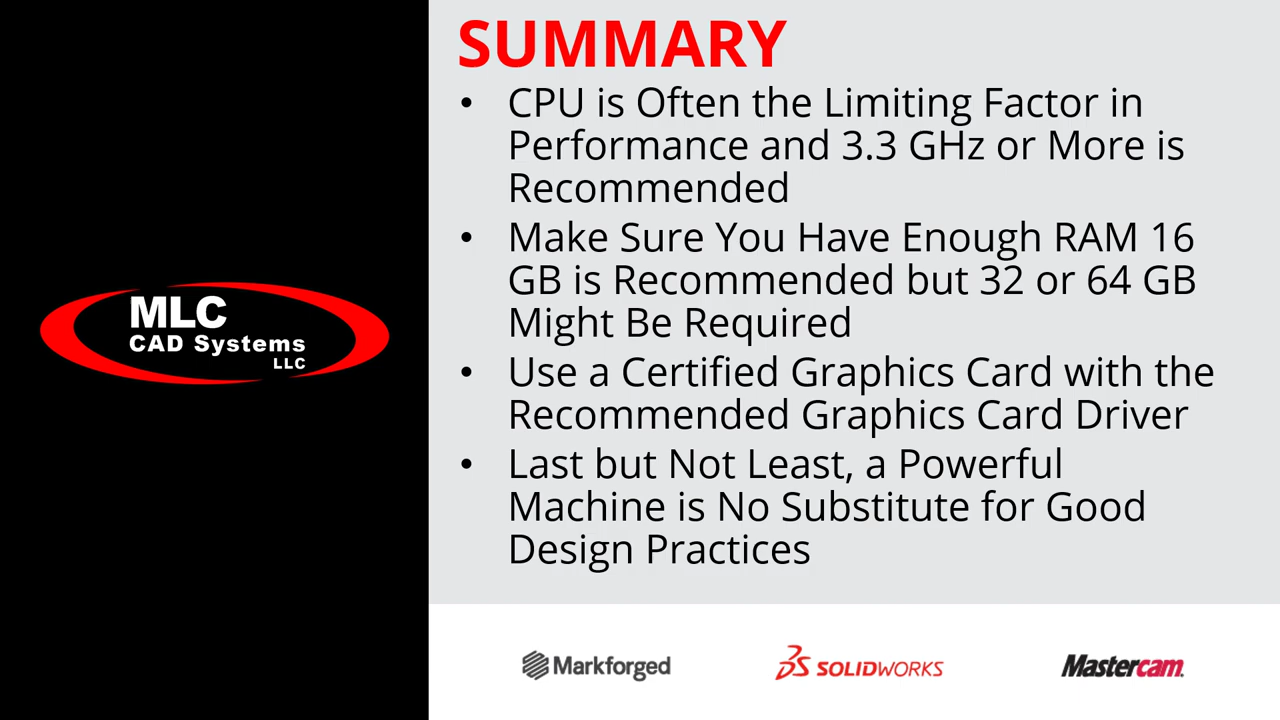 MLC
CAD Systems
LLC
SUMMARY
• CPU is Often the Limiting Factor in
Performance and 3.3 GHz or More is
Recommended
• Make Sure You Have Enough RAM 16
GB is Recommended but 32 or 64 GB
Might Be Required
• Use a Certified Graphics Card with the
Recommended Graphics Card Driver
• Last but Not Least, a Powerful
Machine is No Substitute for Good
Design Practices
Markforged
SOLIDWORKS
Mastercam.